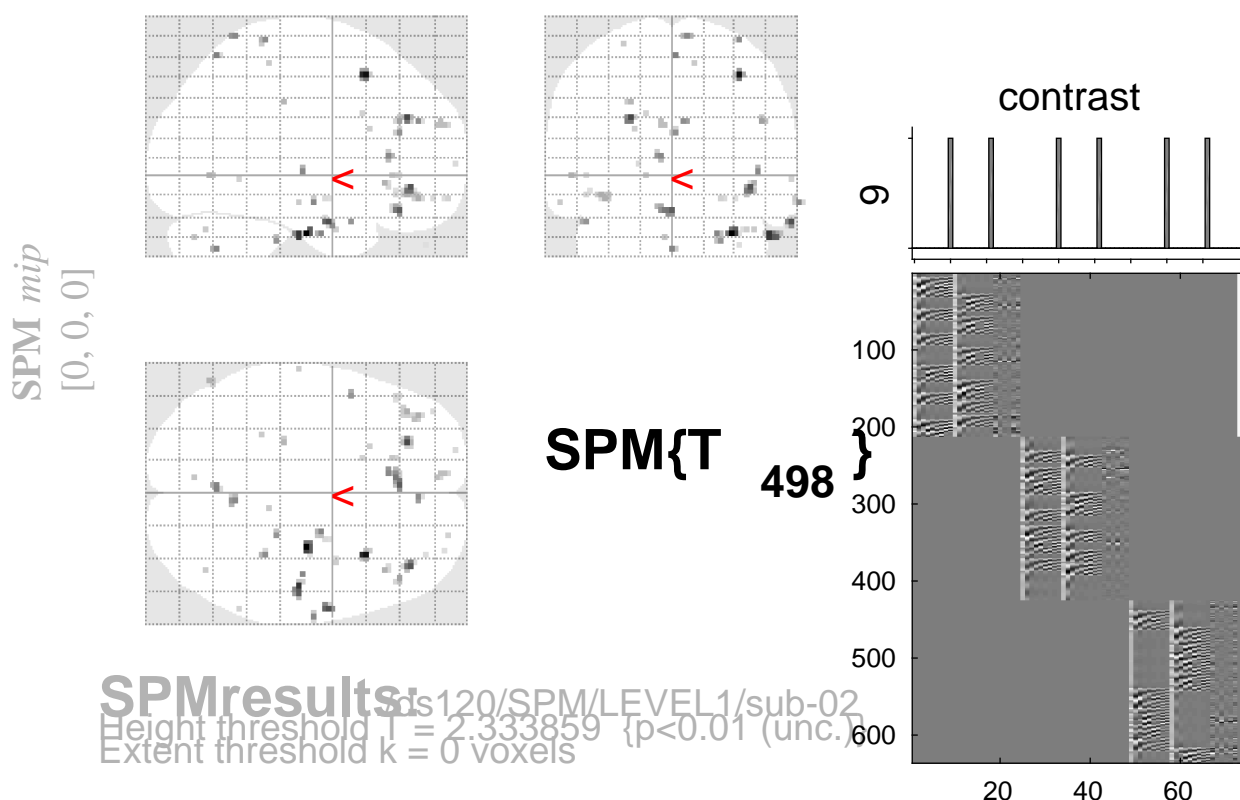 SPM mip
[0, 0, 0]
<
<
<
SPM{T 498 }
contrast
9
100
200
300
400
500
600
20 40 60
SPMresults: /ds120/SPM/LEVEL1/sub-02
Height threshold T = 2.333859 {p<0.01 (unc.)}
Extent threshold k = 0 voxels